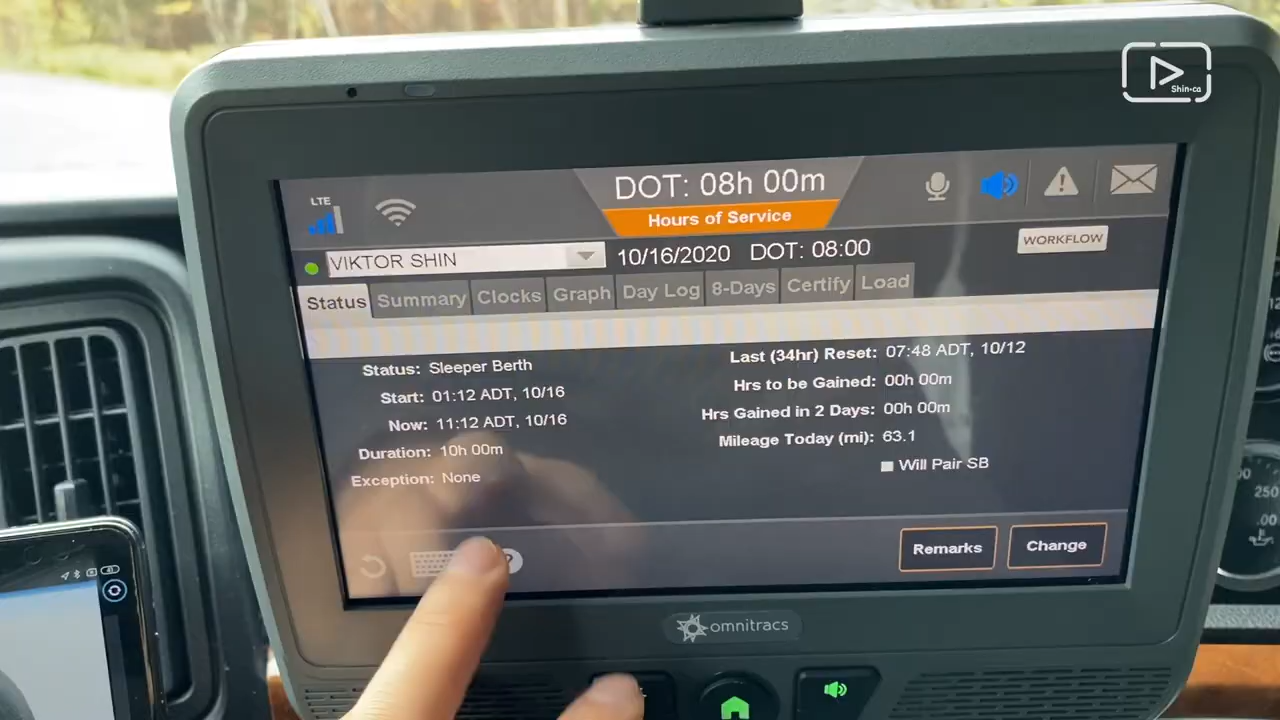 Shin-ca
LTE
DOT: 08h 00m
Hours of Service
VIKTOR SHIN
10/16/2020 DOT: 08:00
WORKFLOW
Status Summary Clocks Graph Day Log 8-Days Certify Load
Status: Sleeper Berth
Start: 01:12 ADT, 10/16
Now: 11:12 ADT, 10/16
Duration: 10h 00m
Exception: None
Last (34hr) Reset: 07:48 ADT, 10/12
Hrs to be Gained: 00h 00m
Hrs Gained in 2 Days: 00h 00m
Mileage Today (mi): 63.1
Will Pair SB
?
Remarks
Change
omnitracs
250